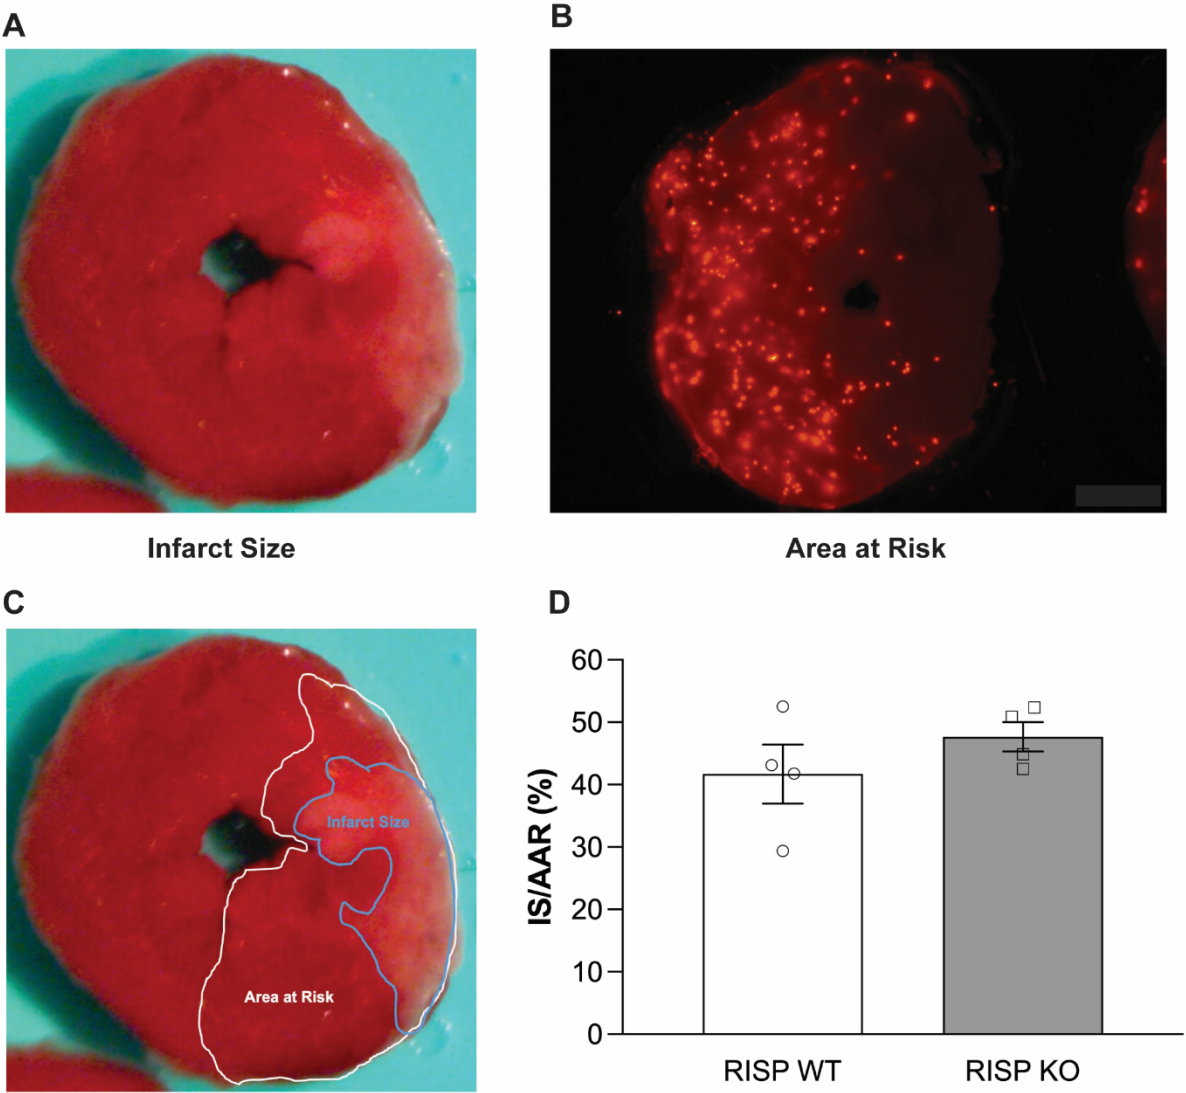 A
B
Infarct Size
Area at Risk
C
D
Infarct Size
Area at Risk
IS/AAR (%)
60
50
40
30
20
10
0
RISP WT
RISP KO